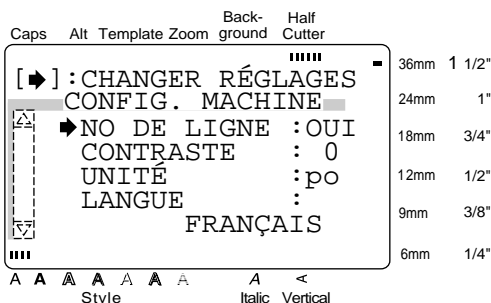 Back-
ground
Half
Cutter
Caps Alt Template Zoom
[➡]:CHANGER RÉGLAGES
CONFIG. MACHINE
➡NO DE LIGNE :OUI
CONTRASTE : 0
UNITÉ :po
LANGUE :
FRANÇAIS
36mm 1 1/2"
24mm 1"
18mm 3/4"
12mm 1/2"
9mm 3/8"
6mm 1/4"
A A A A A A A A A
Style Italic Vertical